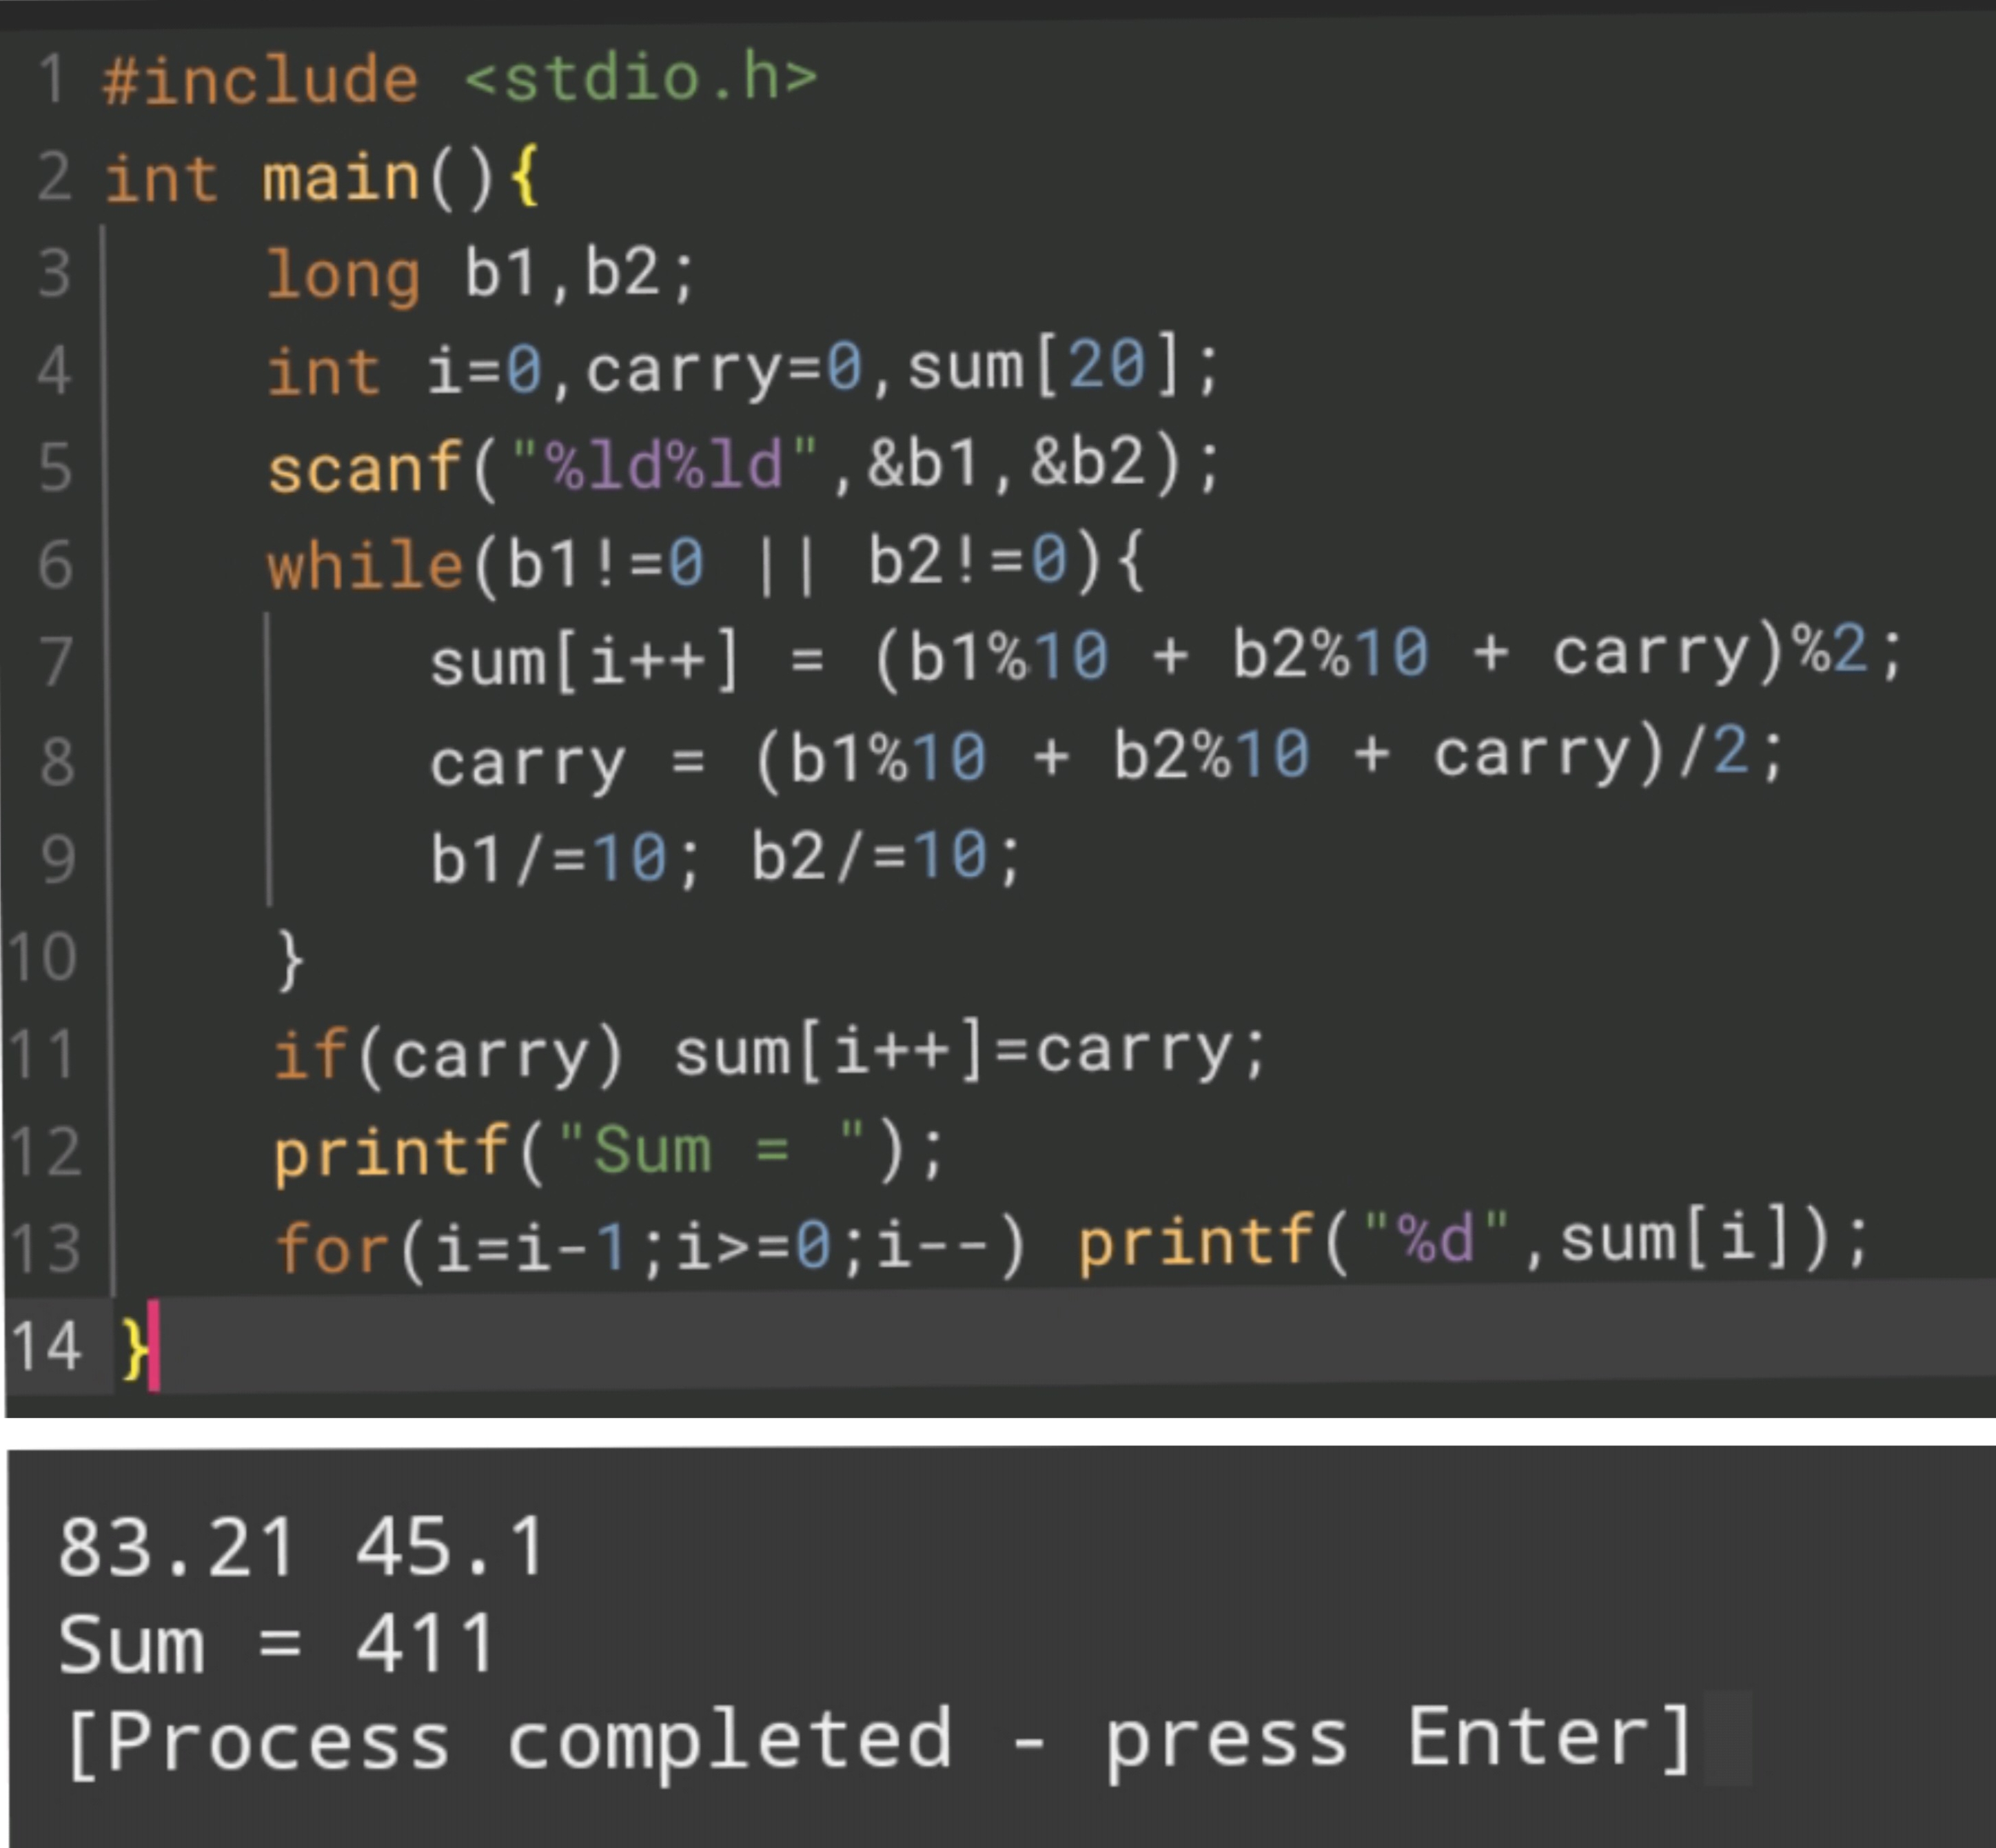 1 #include <stdio.h>
2 int main(){
3 long b1,b2;
4 int i=0,carry=0,sum[20];
5 scanf("%ld%ld",&b1,&b2);
6 while(b1!=0 || b2!=0){
7 sum[i++] = (b1%10 + b2%10 + carry)%2;
8 carry = (b1%10 + b2%10 + carry)/2;
9 b1/=10; b2/=10;
10 }
11 if(carry) sum[i++]=carry;
12 printf("Sum = ");
13 for(i=i-1;i>=0;i--) printf("%d",sum[i]);
14 }
83.21 45.1
Sum = 411
[Process completed - press Enter]